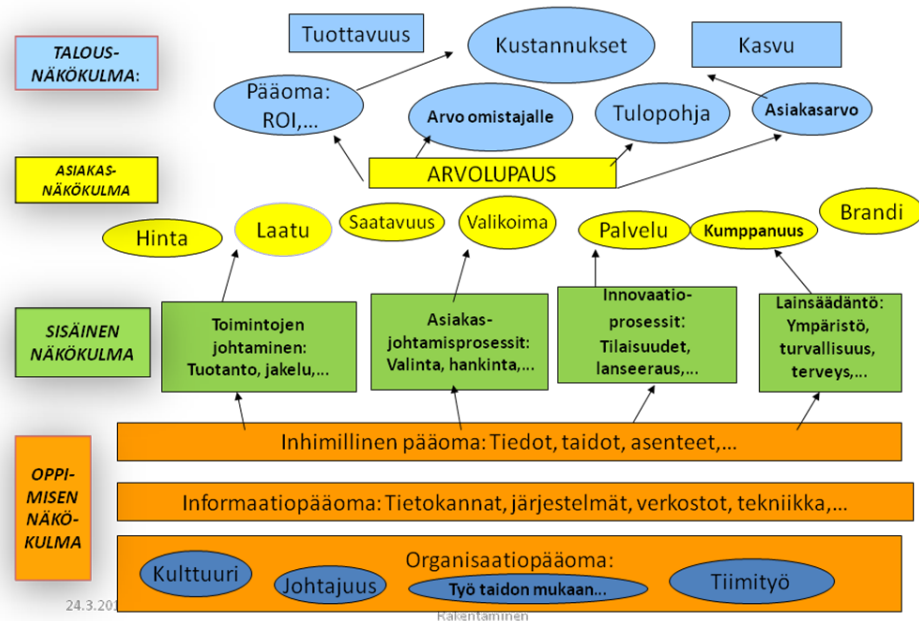 TALOUS-
NÄKÖKULMA:
Tuottavuus
Kustannukset
Kasvu
Pääoma:
ROI,...
Arvo omistajalle
Tulopohja
Asiakasarvo
ASIAKAS-
NÄKÖKULMA
ARVOLUPAUS
Hinta
Laatu
Saatavuus
Valikoima
Palvelu
Kumppanuus
Brandi
SISÄINEN
NÄKÖKULMA
Toimintojen
johtaminen:
Tuotanto, jakelu,...
Asiakas-
johtamisprosessit:
Valinta, hankinta,...
Innovaatio-
prosessit:
Tilaisuudet,
lanseeraus,...
Lainsäädäntö:
Ympäristö,
turvallisuus,
terveys,...
OPPI-
MISEN
NÄKÖ-
KULMA
Inhimillinen pääoma: Tiedot, taidot, asenteet,...
Informaatiopääoma: Tietokannat, järjestelmät, verkostot, tekniikka,...
Organisaatiopääoma:
Kulttuuri
Johtajuus
Työ taidon mukaan...
Tiimityö
24.3.201
Rakentaminen